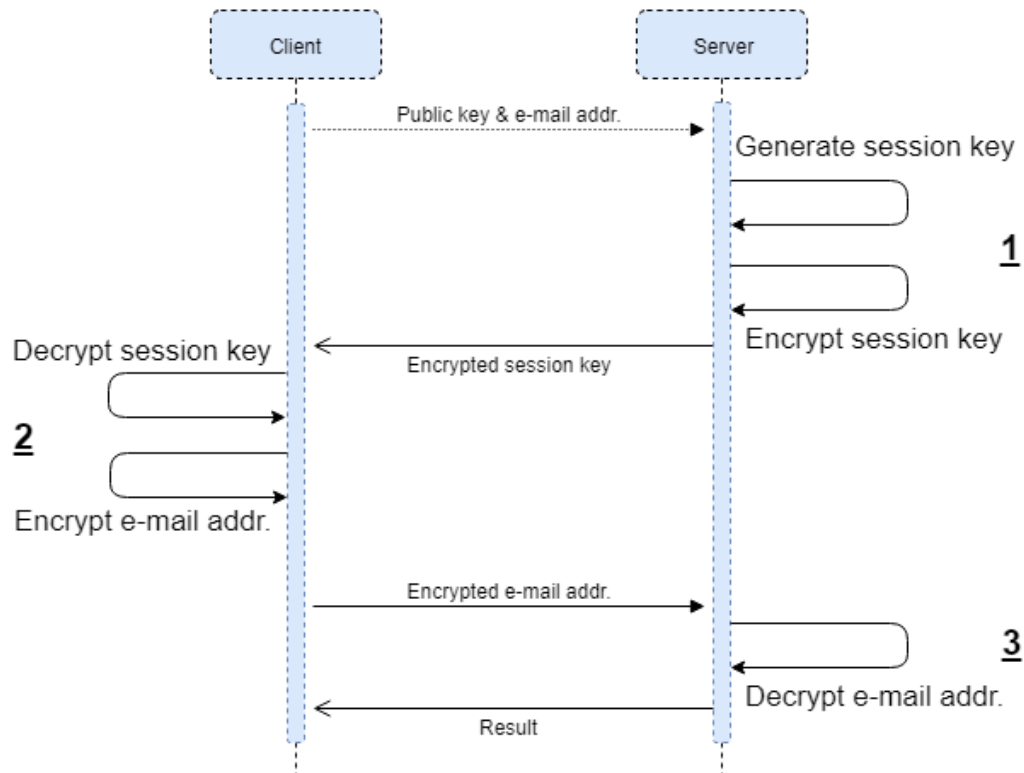 Client
Server
Public key & e-mail addr.
Generate session key
1
Encrypt session key
Encrypted session key
Decrypt session key
2
Encrypt e-mail addr.
Encrypted e-mail addr.
3
Decrypt e-mail addr.
Result